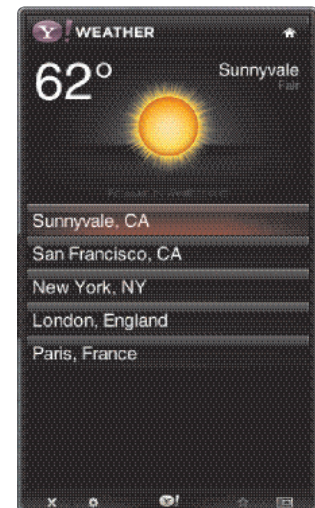 Y! WEATHER
62°
Sunnyvale
Fair
Sunnyvale, CA
San Francisco, CA
New York, NY
London, England
Paris, France
Y!